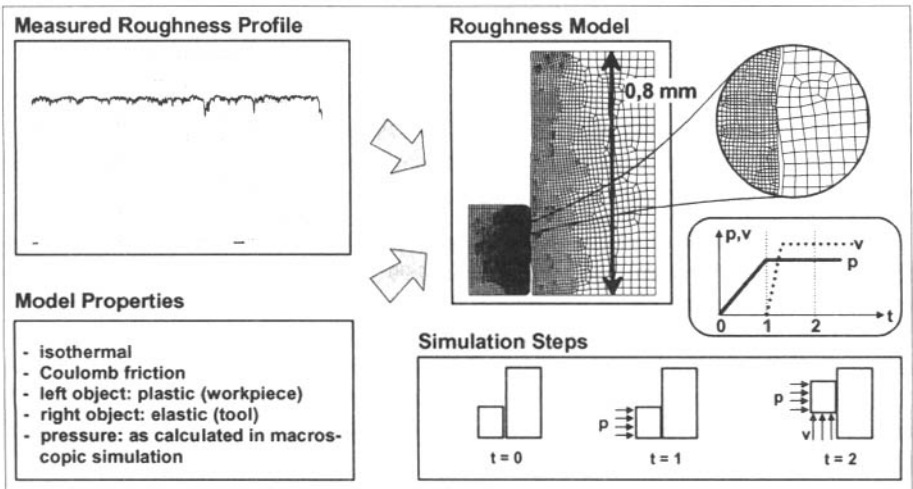 Measured Roughness Profile
Roughness Model
0,8 mm
p,v
v
p
0
1
2
t
Model Properties
- isothermal
- Coulomb friction
- left object: plastic (workpiece)
- right object: elastic (tool)
- pressure: as calculated in macros-
copic simulation
Simulation Steps
p
p
v
t = 0
t = 1
t = 2